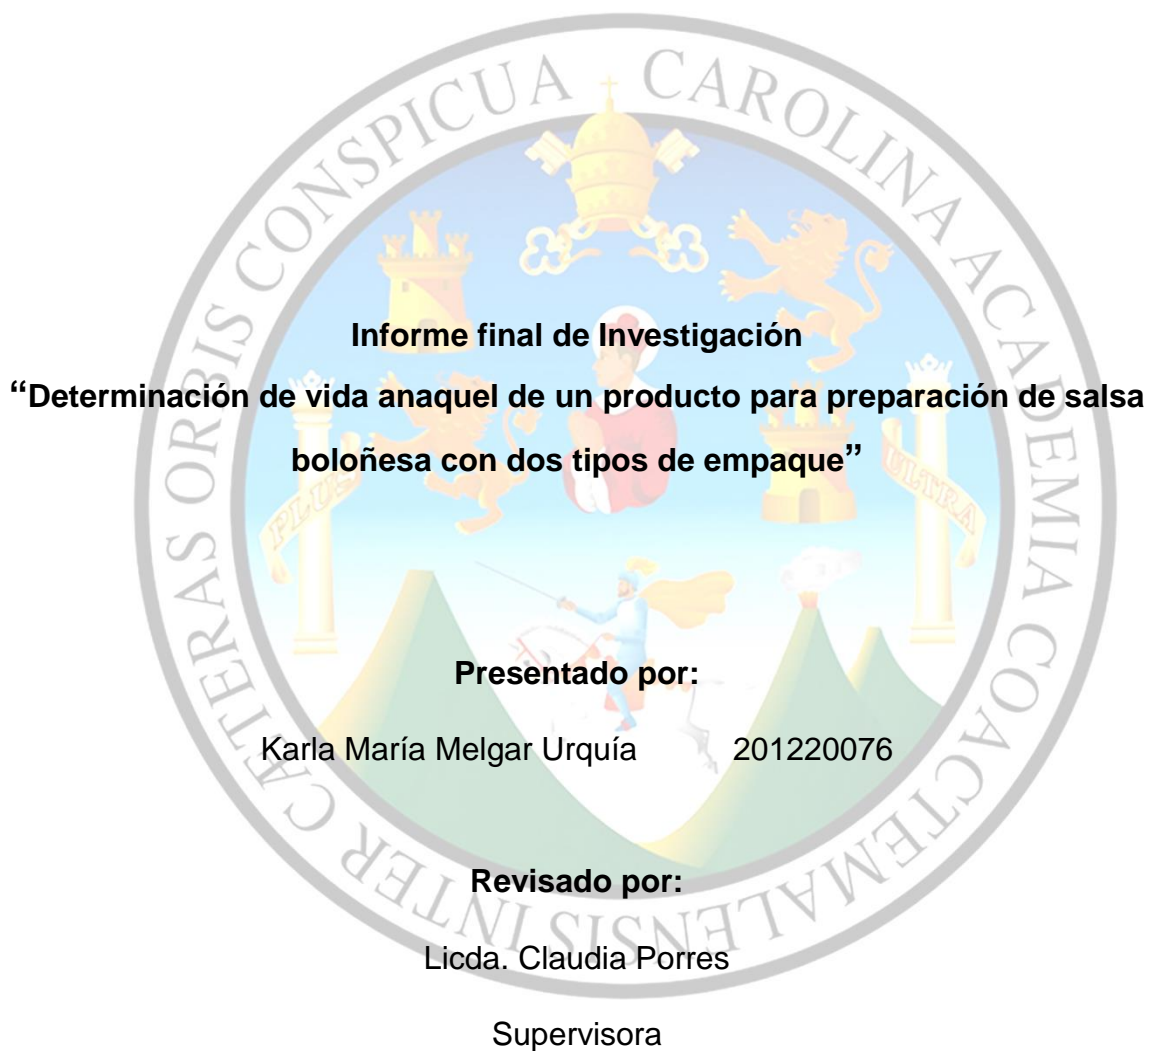 CÆTERAS ORBIS CONSPICUA CAROLINA ACADEMIA COACTEMALENSIS INTER
PLUS
ULTRA
Informe final de Investigación
“Determinación de vida anaquel de un producto para preparación de salsa
boloñesa con dos tipos de empaque”
Presentado por:
Karla María Melgar Urquía 201220076
Revisado por:
Licda. Claudia Porres
Supervisora